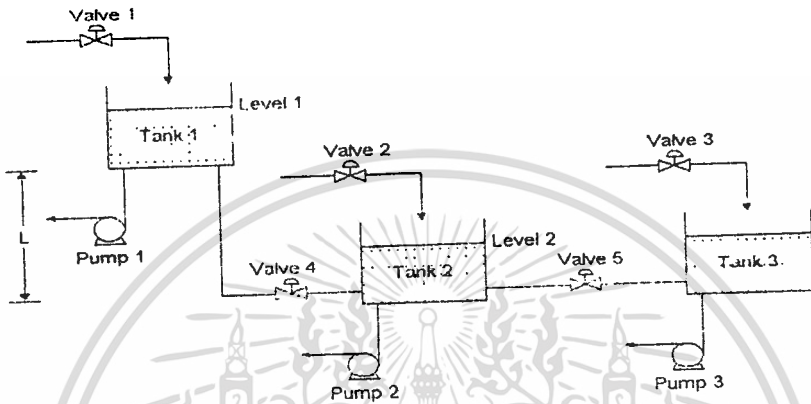 Valve 1
Level 1
Tank 1
Valve 2
Valve 3
L
Pump 1
Level 2
Valve 4
Tank 2
Valve 5
Tank 3
Pump 2
Pump 3